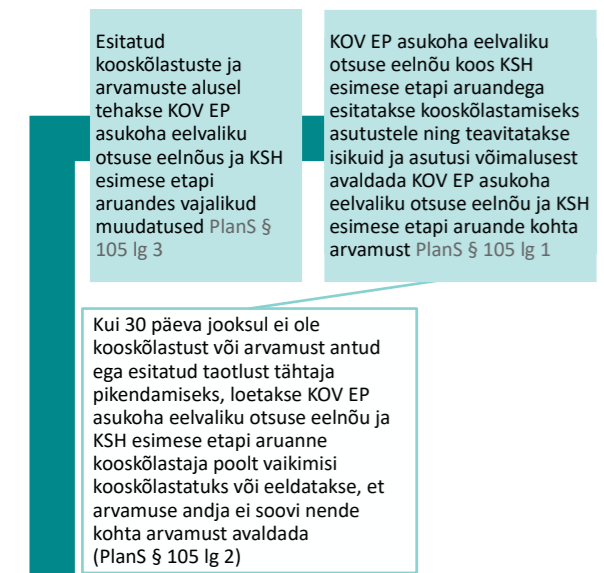 Esitatud
kooskõlastuste ja
arvamuste alusel
tehakse KOV EP
asukoha eelvaliku
otsuse eelnõus ja KSH
esimese etapi
aruandes vajalikud
muudatused PlanS §
105 lg 3
KOV EP asukoha eelvaliku
otsuse eelnõu koos KSH
esimese etapi aruandega
esitatakse kooskõlastamiseks
asutustele ning teavitatakse
isikuid ja asutusi võimalusest
avaldada KOV EP asukoha
eelvaliku otsuse eelnõu ja KSH
esimese etapi aruande kohta
arvamust PlanS § 105 lg 1
Kui 30 päeva jooksul ei ole
kooskõlastust või arvamust antud
ega esitatud taotlust tähtaja
pikendamiseks, loetakse KOV EP
asukoha eelvaliku otsuse eelnõu ja
KSH esimese etapi aruanne
kooskõlastaja poolt vaikimisi
kooskõlastatuks või eeldatakse, et
arvamuse andja ei soovi nende
kohta arvamust avaldada
(PlanS § 105 lg 2)